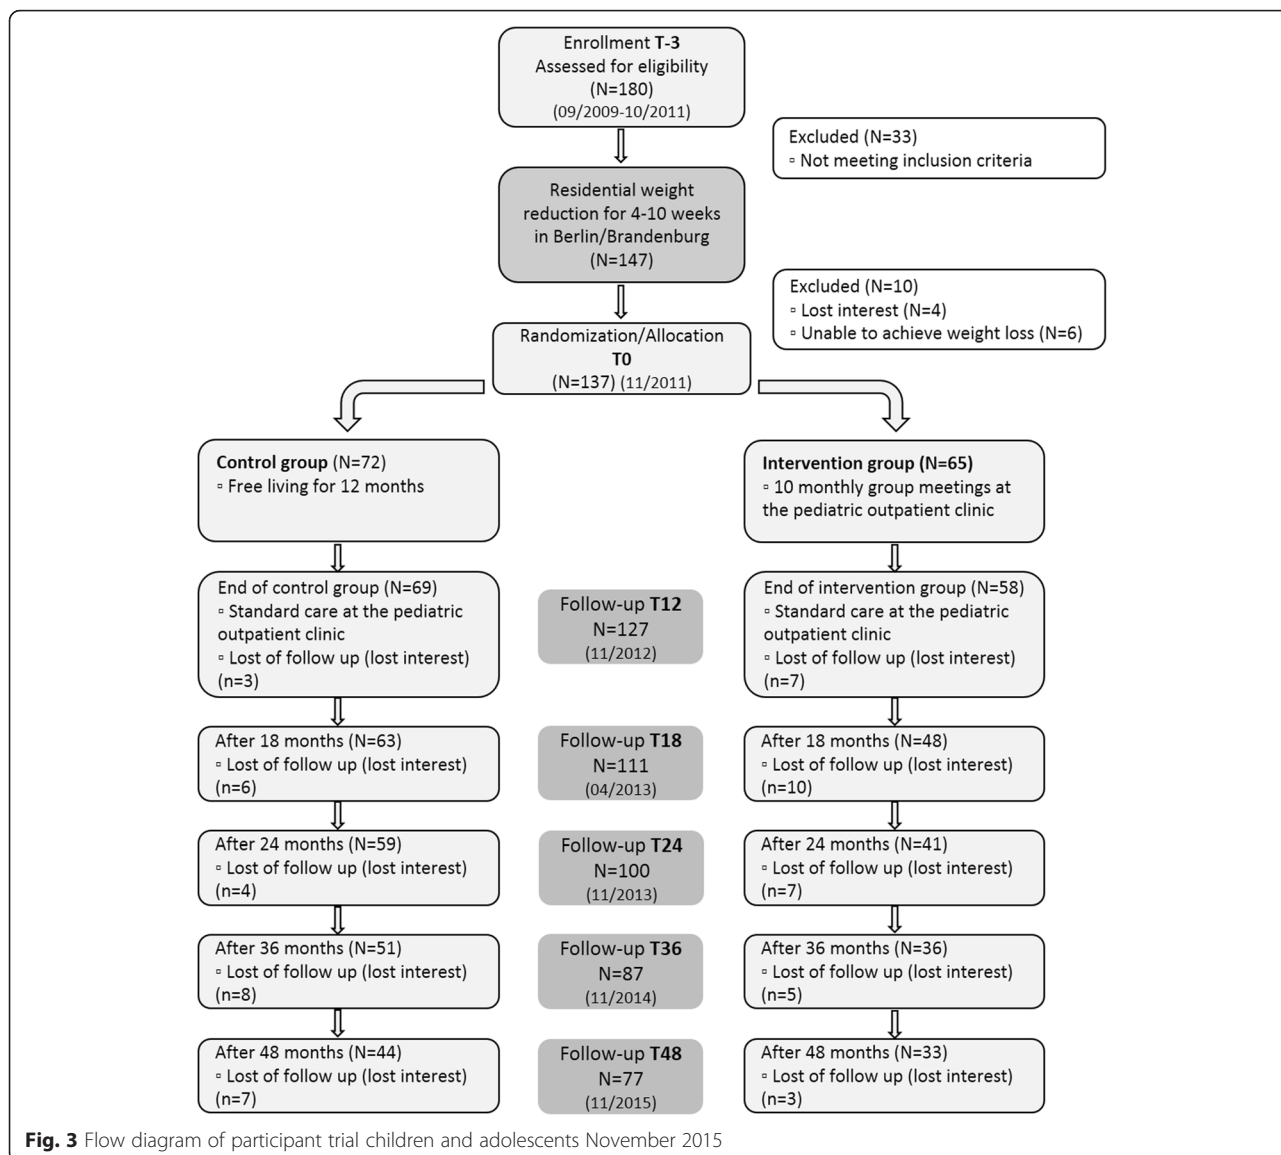 Enrollment T-3
Assessed for eligibility
(N=180)
(09/2009-10/2011)
Excluded (N=33)
▫ Not meeting inclusion criteria
Residential weight
reduction for 4-10 weeks
in Berlin/Brandenburg
(N=147)
Excluded (N=10)
▫ Lost interest (N=4)
▫ Unable to achieve weight loss (N=6)
Randomization/Allocation
T0
(N=137) (11/2011)
Control group (N=72)
▫ Free living for 12 months
Intervention group (N=65)
▫ 10 monthly group meetings at
the pediatric outpatient clinic
End of control group (N=69)
▫ Standard care at the pediatric
outpatient clinic
▫ Lost of follow up (lost interest)
(n=3)
Follow-up T12
N=127
(11/2012)
End of intervention group (N=58)
▫ Standard care at the pediatric
outpatient clinic
▫ Lost of follow up (lost interest)
(n=7)
After 18 months (N=63)
▫ Lost of follow up (lost interest)
(n=6)
Follow-up T18
N=111
(04/2013)
After 18 months (N=48)
▫ Lost of follow up (lost interest)
(n=10)
After 24 months (N=59)
▫ Lost of follow up (lost interest)
(n=4)
Follow-up T24
N=100
(11/2013)
After 24 months (N=41)
▫ Lost of follow up (lost interest)
(n=7)
After 36 months (N=51)
▫ Lost of follow up (lost interest)
(n=8)
Follow-up T36
N=87
(11/2014)
After 36 months (N=36)
▫ Lost of follow up (lost interest)
(n=5)
After 48 months (N=44)
▫ Lost of follow up (lost interest)
(n=7)
Follow-up T48
N=77
(11/2015)
After 48 months (N=33)
▫ Lost of follow up (lost interest)
(n=3)
Fig. 3 Flow diagram of participant trial children and adolescents November 2015